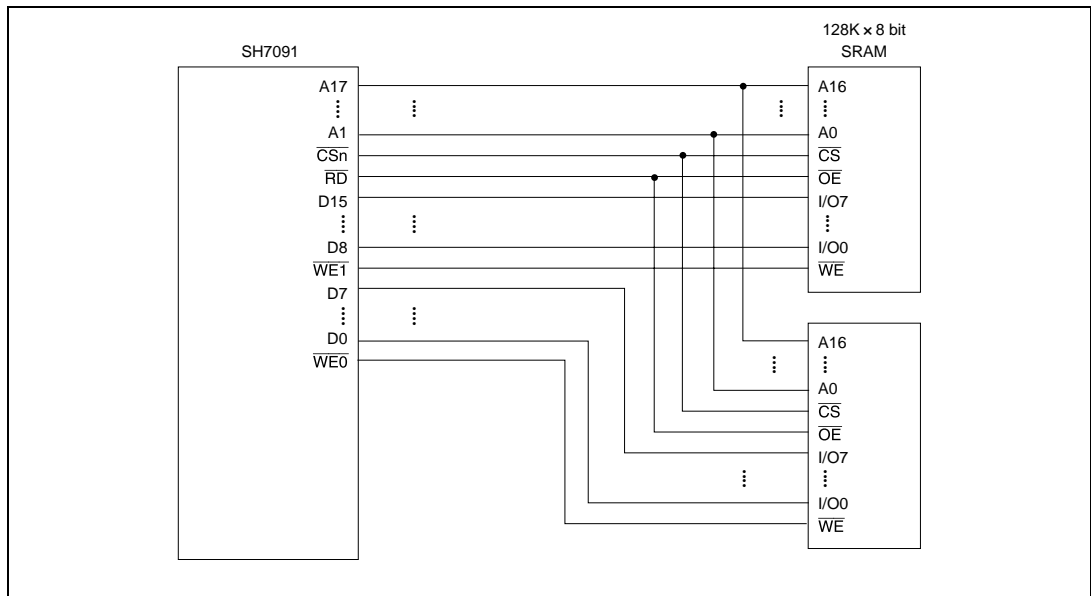 128K × 8 bit
SRAM
SH7091
A17
A1
CSn
RD
D15
D8
WE1
D7
D0
WE0
A16
A0
CS
OE
I/O7
I/O0
WE
A16
A0
CS
OE
I/O7
I/O0
WE